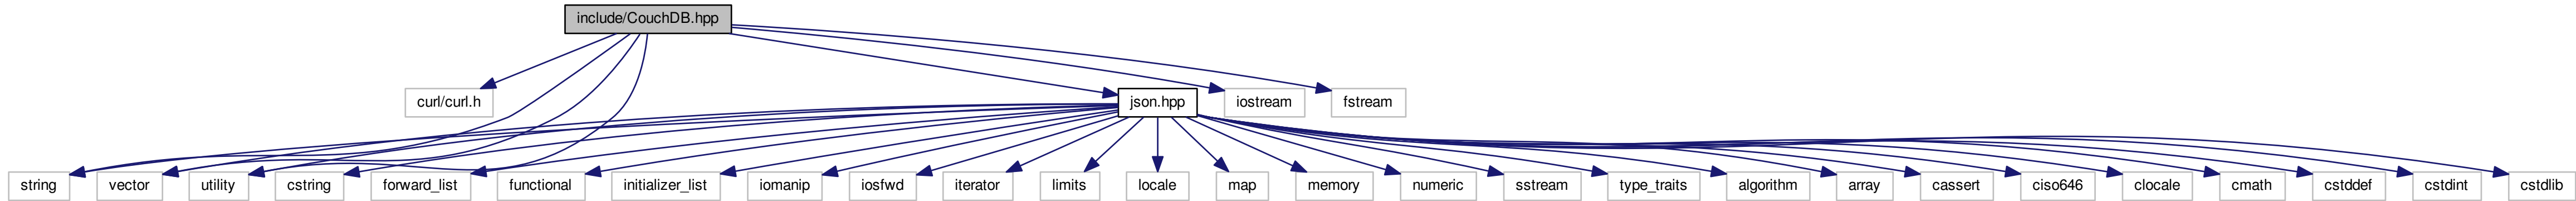 include/CouchDB.hpp
curl/curl.h
json.hpp
iostream
fstream
string
vector
utility
cstring
forward_list
functional
initializer_list
iomanip
iosfwd
iterator
limits
locale
map
memory
numeric
sstream
type_traits
algorithm
array
cassert
ciso646
clocale
cmath
cstddef
cstdint
cstdlib